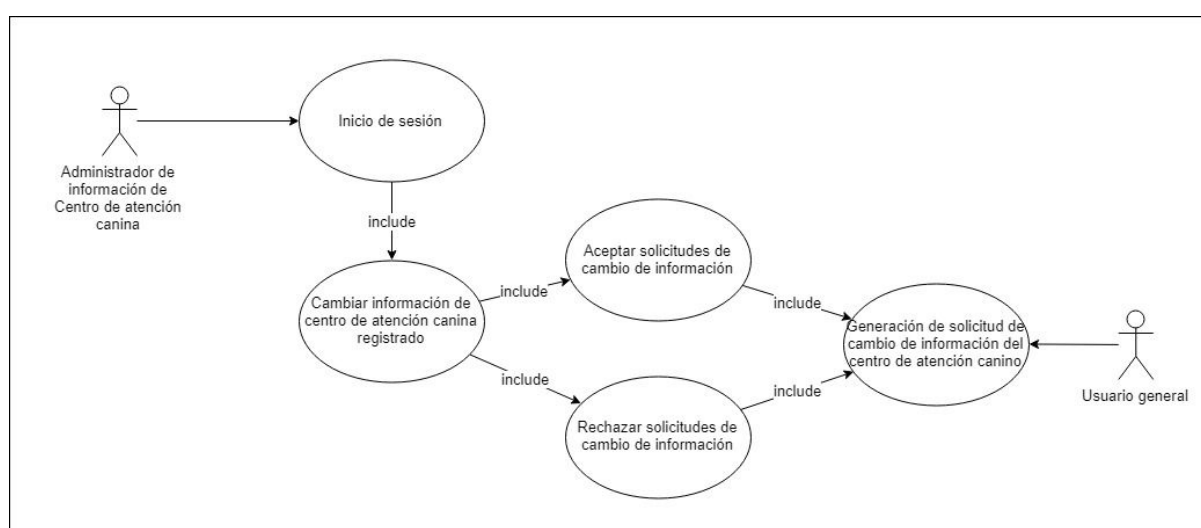 Inicio de sesión
Administrador de
información de
Centro de atención
canina
include
Cambiar información de
centro de atención canina
registrado
include
include
Aceptar solicitudes de
cambio de información
Rechazar solicitudes de
cambio de información
include
include
Generación de solicitud de
cambio de información del
centro de atención canino
Usuario general